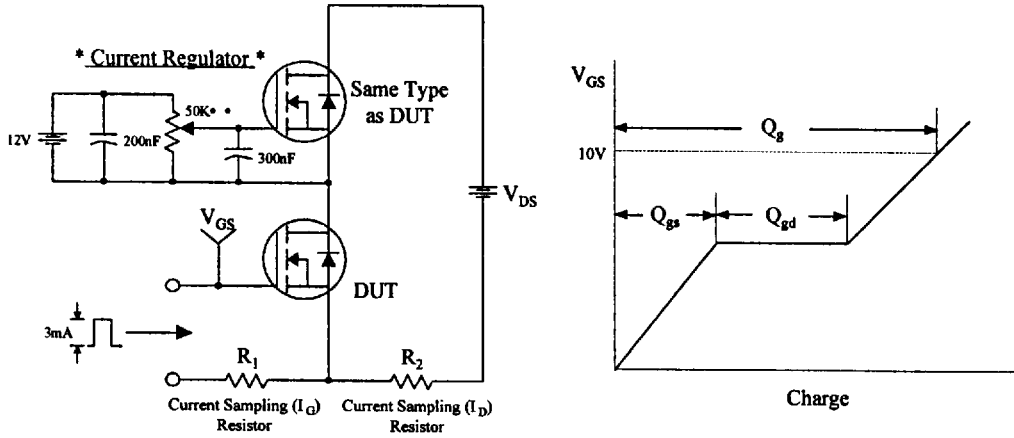 * Current Regulator *
50K••
12V
200nF
300nF
Same Type
as DUT
V_GS
DUT
V_DS
3mA
R_1
R_2
Current Sampling (I_G)
Resistor
Current Sampling (I_D)
Resistor
V_GS
10V
Q_g
Q_gs
Q_gd
Charge